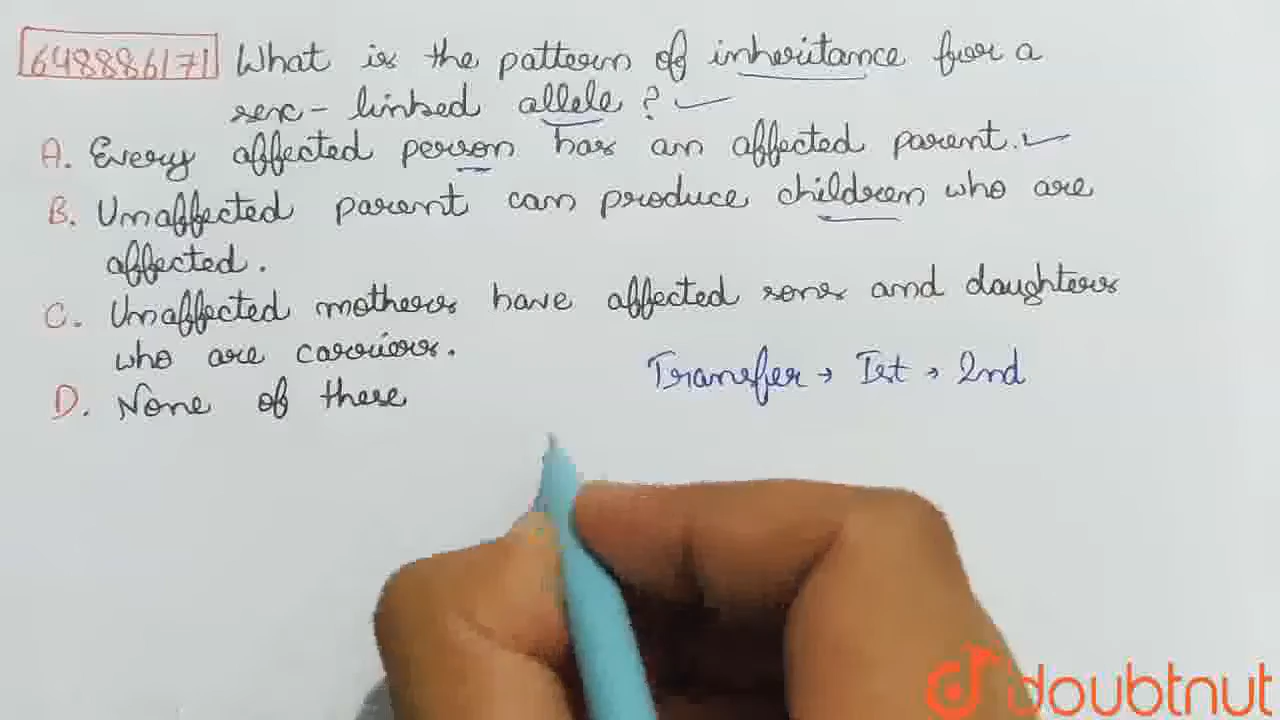 648886171 What is the pattern of inheritance for a
sex-linked allele?
A. Every affected person has an affected parent.
B. Unaffected parent can produce children who are
affected.
C. Unaffected mothers have affected sons and daughters
who are carriers.
Transfer → Ist → 2nd
D. None of these
doubtnut